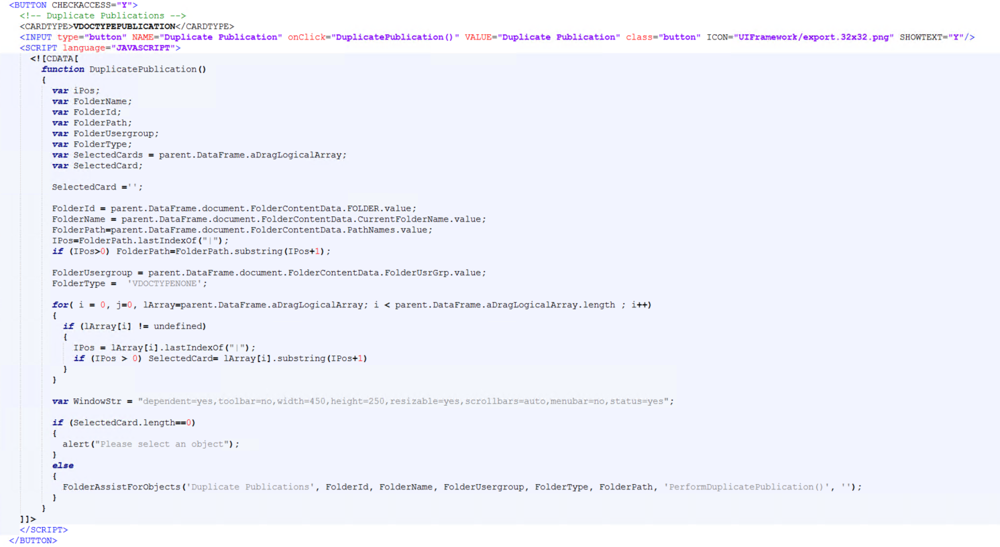 <BUTTON CHECKACCESS="Y">
<!-- Duplicate Publications -->
<CARDTYPE>VDOCTYPEPUBLICATION</CARDTYPE>
<INPUT type="button" NAME="Duplicate Publication" onClick="DuplicatePublication()" VALUE="Duplicate Publication" class="button" ICON="UIFramework/export.32x32.png" SHOWTEXT="Y"/>
<SCRIPT language="JAVASCRIPT">
<![CDATA[
function DuplicatePublication()
{
var iPos;
var FolderName;
var FolderId;
var FolderPath;
var FolderUsergroup;
var FolderType;
var SelectedCards = parent.DataFrame.aDragLogicalArray;
var SelectedCard;
SelectedCard ='';
FolderId = parent.DataFrame.document.FolderContentData.FOLDER.value;
FolderName = parent.DataFrame.document.FolderContentData.CurrentFolderName.value;
FolderPath=parent.DataFrame.document.FolderContentData.PathNames.value;
IPos=FolderPath.lastIndexOf("|");
if (IPos>0) FolderPath=FolderPath.substring(IPos+1);
FolderUsergroup = parent.DataFrame.document.FolderContentData.FolderUsrGrp.value;
FolderType =  'VDOCTYPENONE';
for( i = 0, j=0, lArray=parent.DataFrame.aDragLogicalArray; i < parent.DataFrame.aDragLogicalArray.length ; i++)
{
if (lArray[i] != undefined)
{
IPos = lArray[i].lastIndexOf("|");
if (IPos > 0) SelectedCard= lArray[i].substring(IPos+1)
}
}
var WindowStr = "dependent=yes,toolbar=no,width=450,height=250,resizable=yes,scrollbars=auto,menubar=no,status=yes";
if (SelectedCard.length==0)
{
alert("Please select an object");
}
else
{
FolderAssistForObjects('Duplicate Publications', FolderId, FolderName, FolderUsergroup, FolderType, FolderPath, 'PerformDuplicatePublication()', '');
}
}
]]>
</SCRIPT>
</BUTTON>